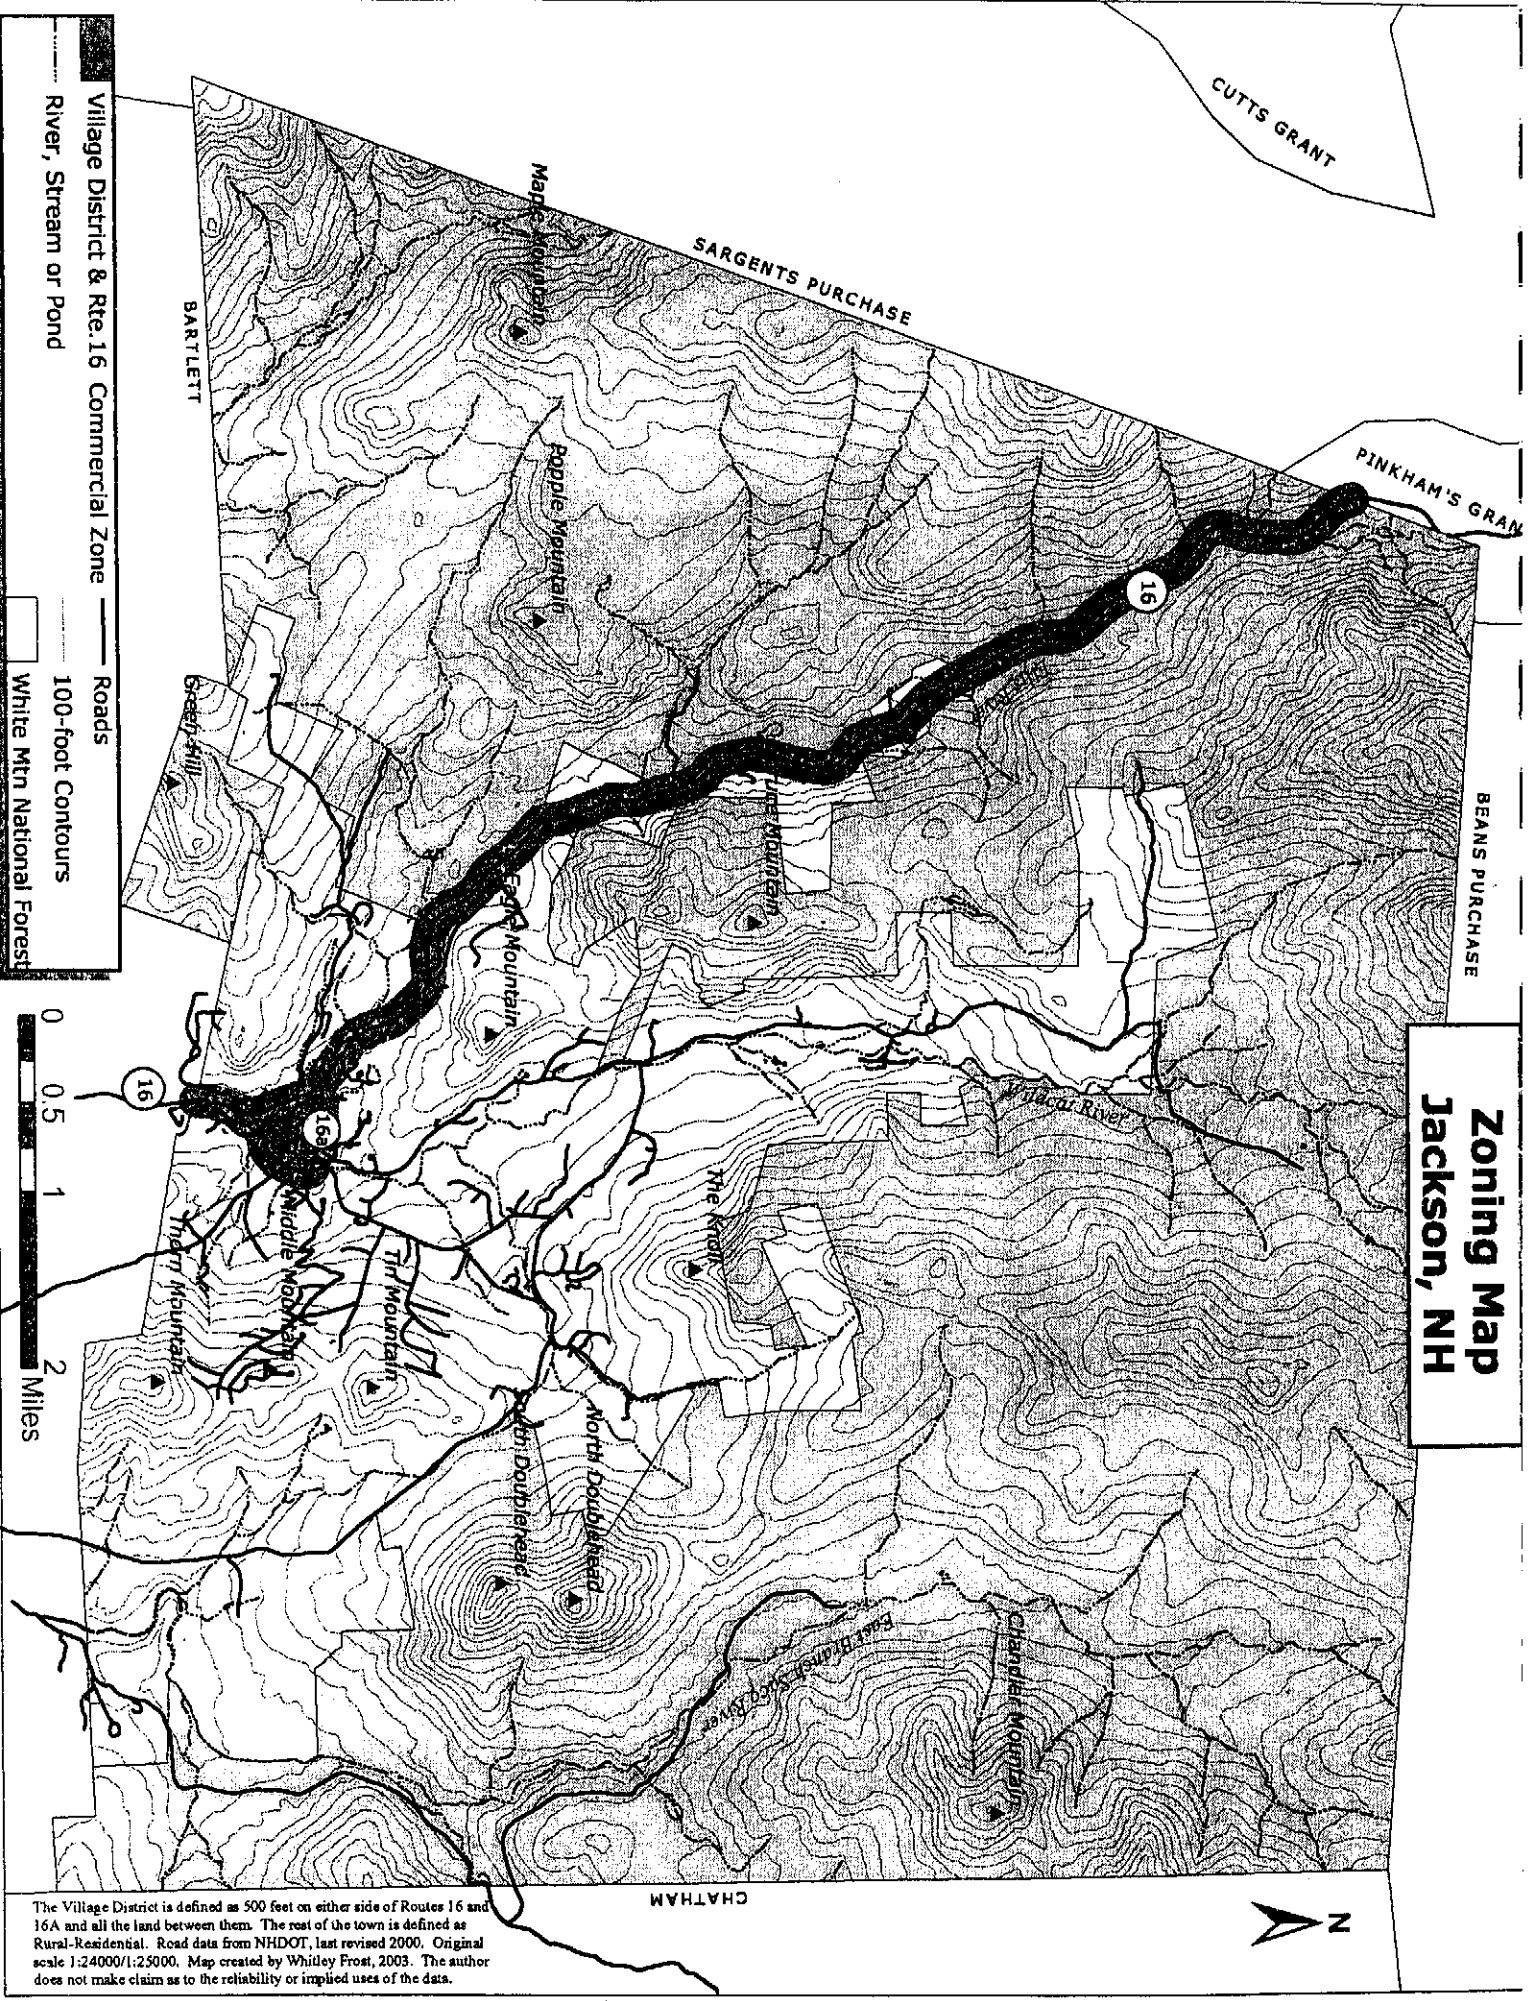 Zoning Map
Jackson, NH
CUTTS GRANT
SARGENTS PURCHASE
PINKHAM'S GRAN
BEANS PURCHASE
BARTLETT
CHATHAM
Maple Mountain
Popple Mountain
Green Hill
Eagle Mountain
Mountain
Wildcat River
The Knoll
Tin Mountain
Middle Mountain
Thorn Mountain
North Doublehead
South Doublehead
East Branch Saco River
Chandler Mountain
16
16
16a
N
Village District & Rte.16 Commercial Zone
River, Stream or Pond
Roads
100-foot Contours
White Mtn National Forest
0 0.5 1 2 Miles
The Village District is defined as 500 feet on either side of Routes 16 and
16A and all the land between them. The rest of the town is defined as
Rural-Residential. Road data from NHDOT, last revised 2000. Original
scale 1:24000/1:25000. Map created by Whitley Frost, 2003. The author
does not make claim as to the reliability or implied uses of the data.